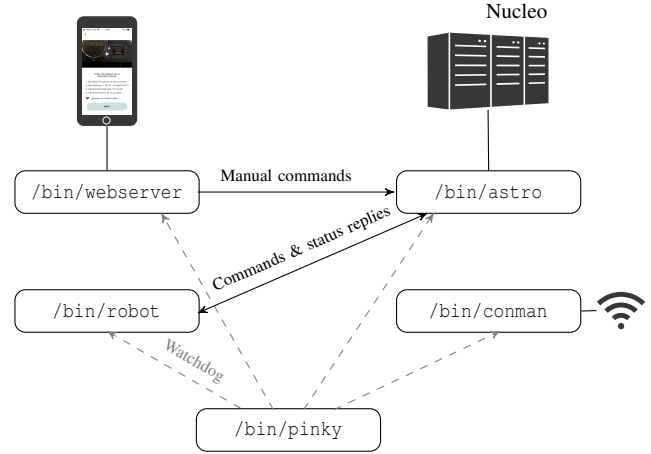 Nucleo
/bin/webserver
Manual commands
/bin/astro
Commands & status replies
/bin/robot
/bin/conman
Watchdog
/bin/pinky